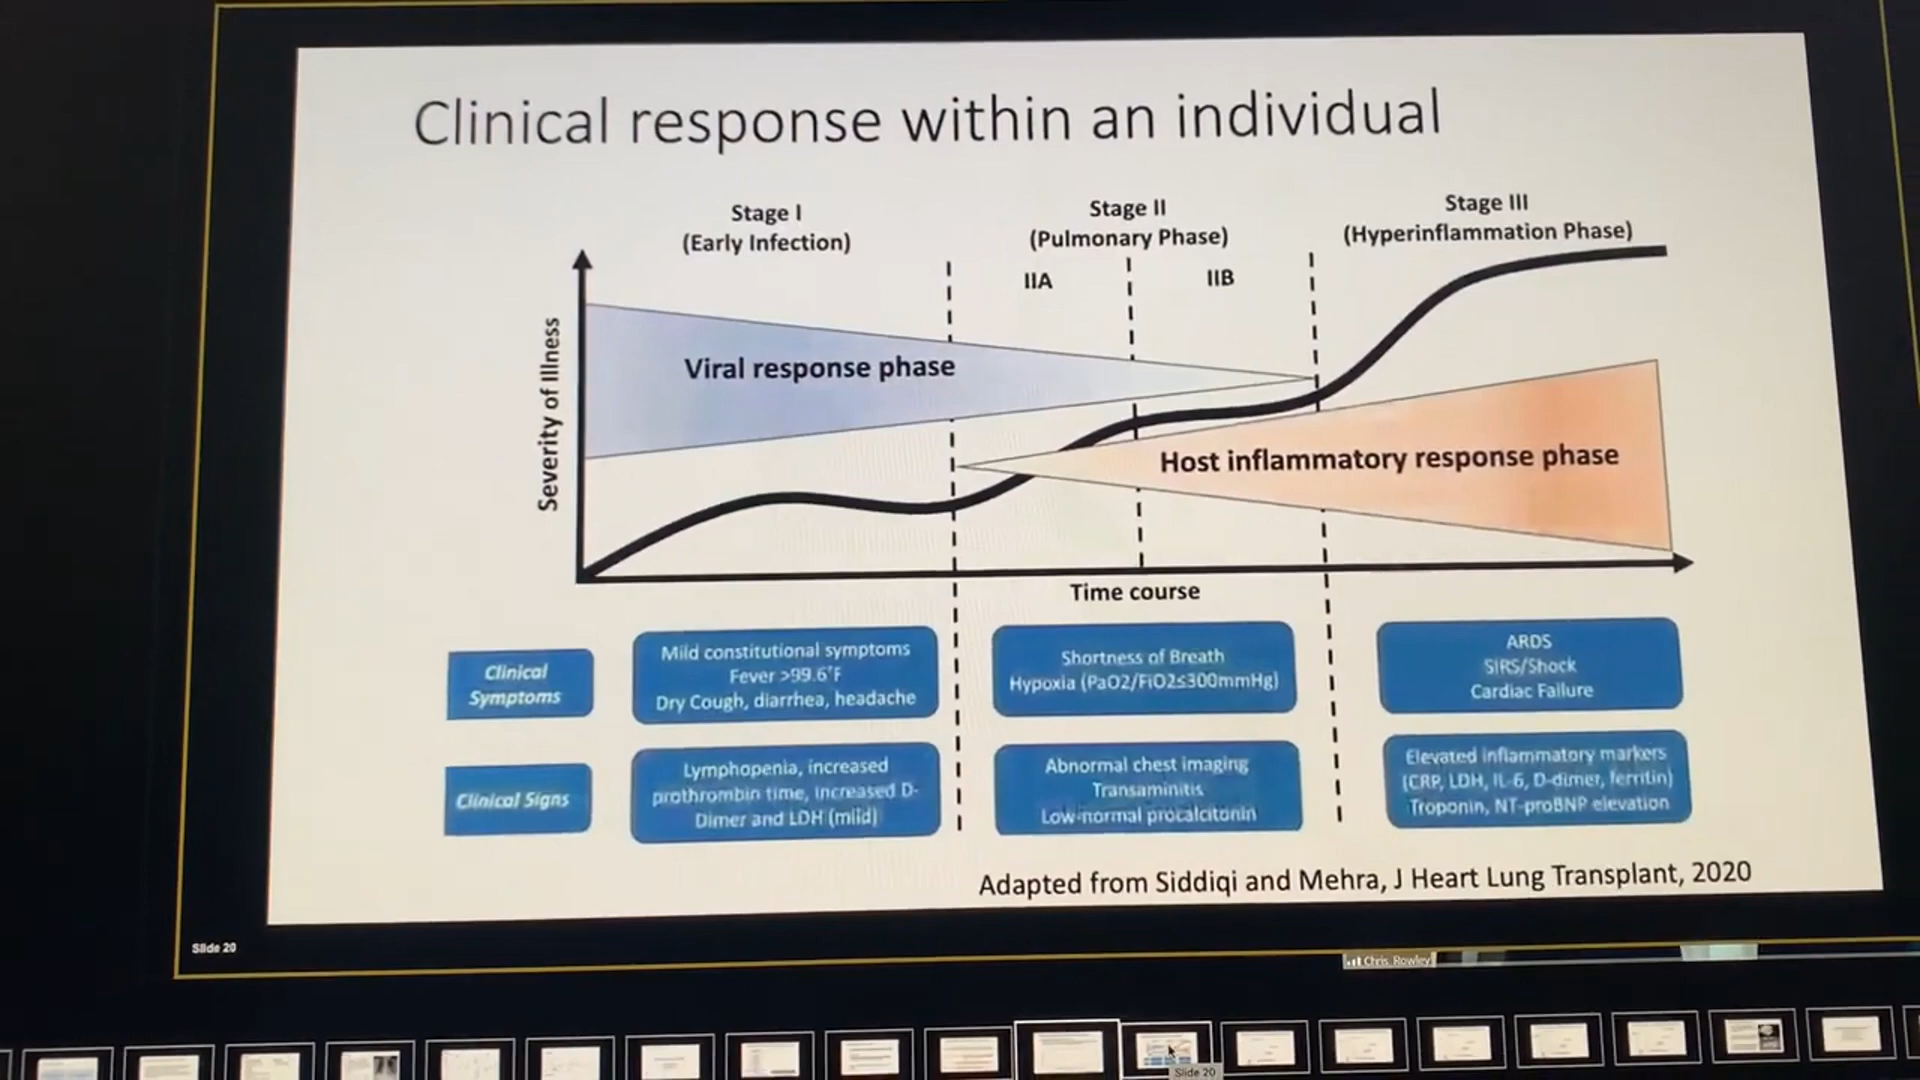 Clinical response within an individual
Stage I
(Early Infection)
Stage II
(Pulmonary Phase)
Stage III
(Hyperinflammation Phase)
IIA
IIB
Severity of Illness
Viral response phase
Host inflammatory response phase
Time course
Clinical
Symptoms
Mild constitutional symptoms
Fever >99.6°F
Dry Cough, diarrhea, headache
Shortness of Breath
Hypoxia (PaO2/FiO2≤300mmHg)
ARDS
SIRS/Shock
Cardiac Failure
Clinical Signs
Lymphopenia, increased
prothrombin time, increased D-
Dimer and LDH (mild)
Abnormal chest imaging
Transaminitis
Low-normal procalcitonin
Elevated inflammatory markers
(CRP, LDH, IL-6, D-dimer, ferritin)
Troponin, NT-proBNP elevation
Adapted from Siddiqi and Mehra, J Heart Lung Transplant, 2020
Slide 20
Chris Rowley
Slide 20